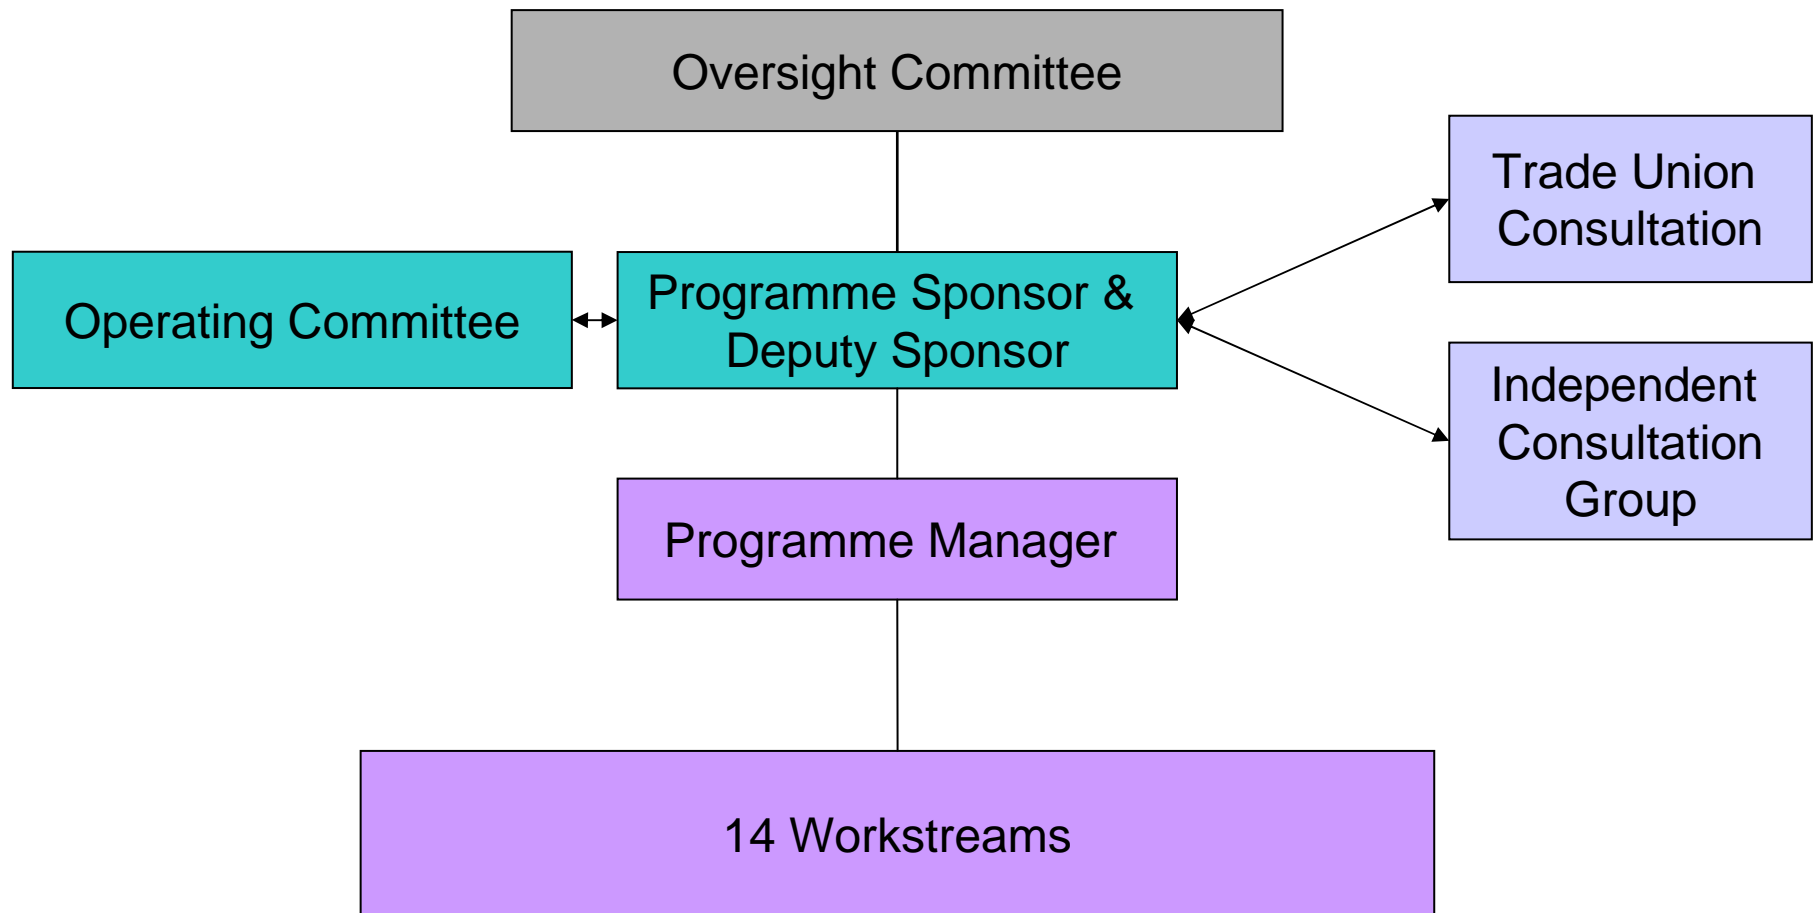 Oversight Committee
Trade Union
Consultation
Operating Committee
Programme Sponsor &
Deputy Sponsor
Independent
Consultation
Group
Programme Manager
14 Workstreams